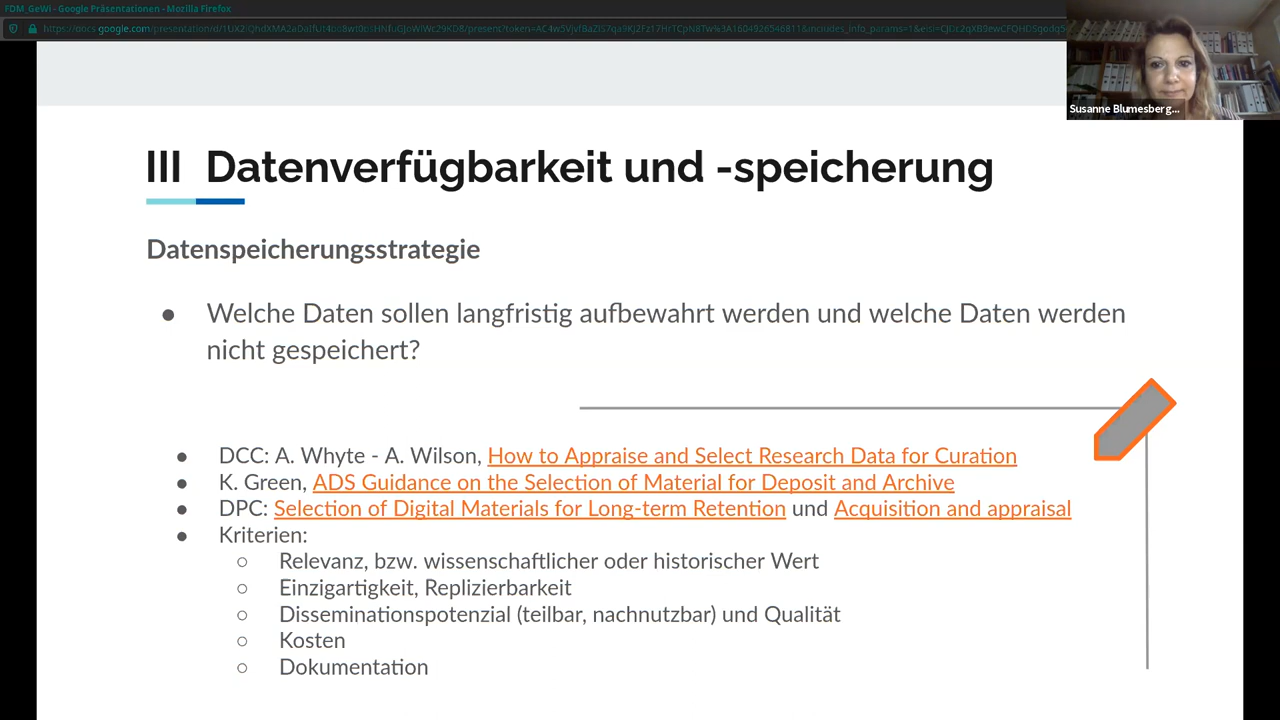 FDM_GeWi - Google Präsentationen - Mozilla Firefox
Susanne Blumesberg...
III Datenverfügbarkeit und -speicherung
Datenspeicherungsstrategie
● Welche Daten sollen langfristig aufbewahrt werden und welche Daten werden
nicht gespeichert?
● DCC: A. Whyte - A. Wilson, How to Appraise and Select Research Data for Curation
● K. Green, ADS Guidance on the Selection of Material for Deposit and Archive
● DPC: Selection of Digital Materials for Long-term Retention und Acquisition and appraisal
● Kriterien:
○ Relevanz, bzw. wissenschaftlicher oder historischer Wert
○ Einzigartigkeit, Replizierbarkeit
○ Disseminationspotenzial (teilbar, nachnutzbar) und Qualität
○ Kosten
○ Dokumentation